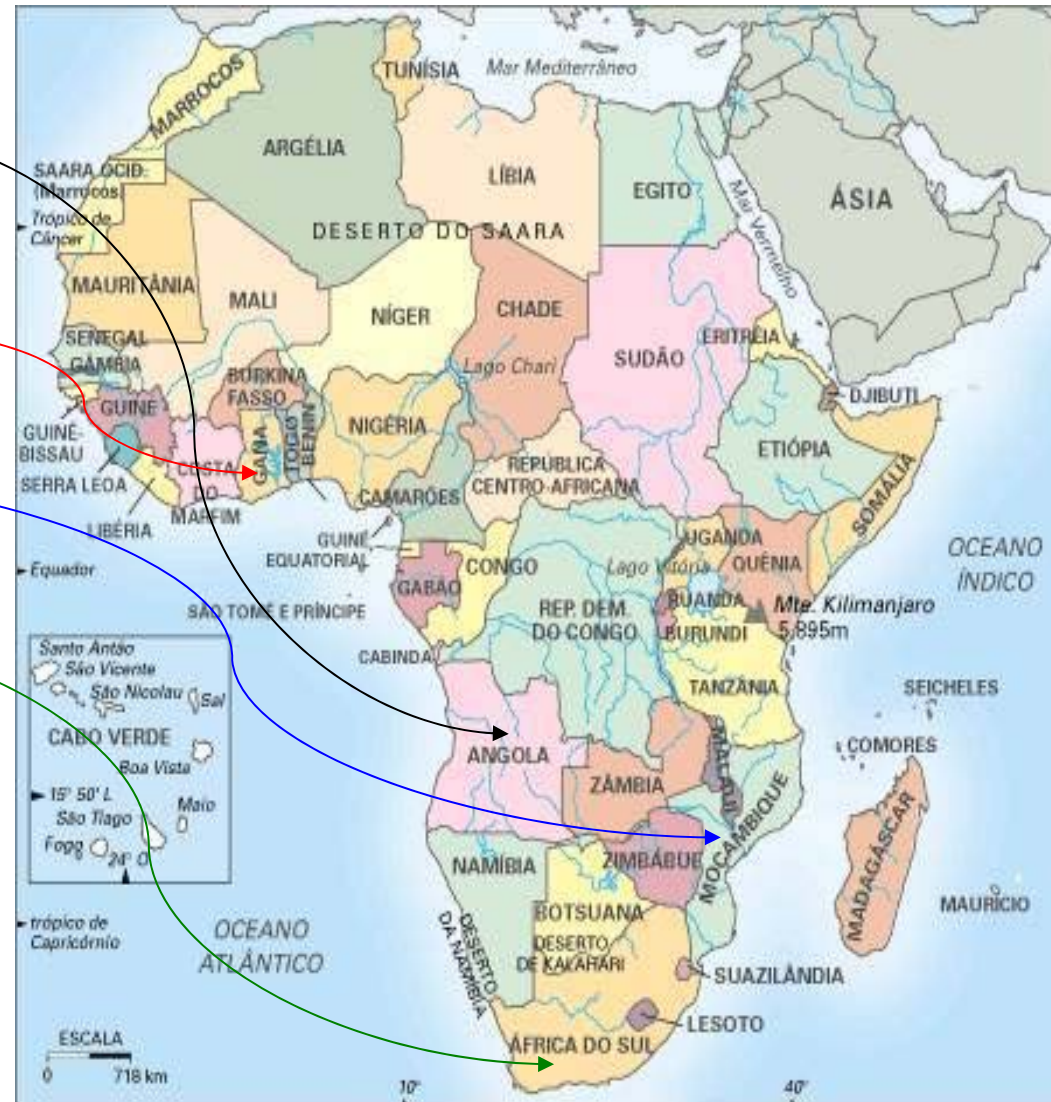 MARROCOS
TUNÍSIA
Mar Mediterrâneo
ARGÉLIA
LÍBIA
EGITO
SAARA OCID.
(Marrocos)
Trópico de
Câncer
DESERTO DO SAARA
Mar Vermelho
ÁSIA
MAURITÂNIA
MALI
NÍGER
CHADE
SUDÃO
ERITRÉIA
SENEGAL
GÂMBIA
BURKINA
FASSO
Lago Chari
DJIBUTI
GUINÉ
GUINÉ-
BISSAU
NIGÉRIA
ETIÓPIA
GANA
TOGO
BENIN
SERRA LEOA
COSTA
DO
MARFIM
CAMARÕES
REPÚBLICA
CENTRO-AFRICANA
SOMÁLIA
LIBÉRIA
GUINÉ
EQUATORIAL
UGANDA
QUÊNIA
OCEANO
ÍNDICO
Equador
GABÃO
CONGO
Lago Vitória
SÃO TOMÉ E PRÍNCIPE
REP. DEM.
DO CONGO
RUANDA
BURUNDI
Mte. Kilimanjaro
5.895m
CABINDA
TANZÂNIA
SEICHELES
Santo Antão
São Vicente
São Nicolau
Sal
CABO VERDE
Boa Vista
15° 50' L
São Tiago
Maio
Fogo
24° O
ANGOLA
ZÂMBIA
MALAUI
COMORES
MOÇAMBIQUE
MADAGÁSCAR
NAMÍBIA
ZIMBÁBUE
MAURÍCIO
trópico de
Capricórnio
OCEANO
ATLÂNTICO
DESERTO
DA NAMÍBIA
BOTSUANA
DESERTO
DE KALAHARI
SUAZILÂNDIA
LESOTO
ÁFRICA DO SUL
ESCALA
0 718 km
10°
40°